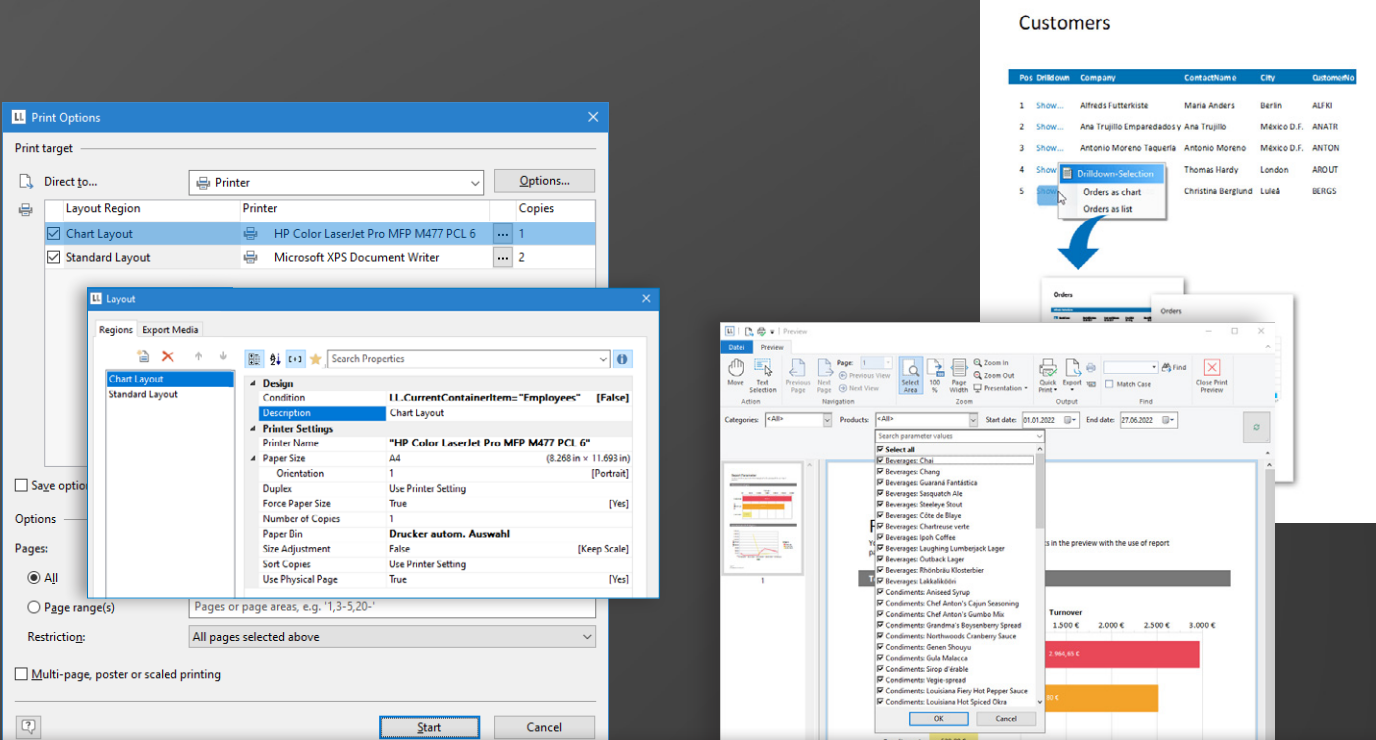 Customers
Pos Drilldown Company ContactName City CustomerNo
1 Show... Alfreds Futterkiste Maria Anders Berlin ALFKI
2 Show... Ana Trujillo Emparedados y Ana Trujillo México D.F. ANATR
3 Show... Antonio Moreno Taquería Antonio Moreno México D.F. ANTON
4 Show Thomas Hardy London AROUT
5 Show... Christina Berglund Luleå BERGS
Drilldown-Selection
Orders as chart
Orders as list
Orders
Orders
LL Print Options
Print target
Direct to...
Printer
Options...
Layout Region Printer Copies
Chart Layout HP Color LaserJet Pro MFP M477 PCL 6 ... 1
Standard Layout Microsoft XPS Document Writer ... 2
Save optio
Options
Pages:
All
Page range(s)
Pages or page areas, e.g. '1,3-5,20-'
Restriction:
All pages selected above
Multi-page, poster or scaled printing
Start
Cancel
LL Layout
Regions Export Media
Search Properties
Chart Layout
Standard Layout
Design
Condition LL.CurrentContainerItem="Employees" [False]
Description Chart Layout
Printer Settings
Printer Name "HP Color LaserJet Pro MFP M477 PCL 6"
Paper Size A4 (8.268 in × 11.693 in)
Orientation 1 [Portrait]
Duplex Use Printer Setting
Force Paper Size True [Yes]
Number of Copies 1
Paper Bin Drucker autom. Auswahl
Size Adjustment False [Keep Scale]
Sort Copies Use Printer Setting
Use Physical Page True [Yes]
LL Preview
Datei Preview
Move
Text Selection
Action
Previous Page
Next Page
Page: 1
Previous View
Next View
Navigation
Select Area
100 %
Page Width
Zoom In
Zoom Out
Presentation
Zoom
Quick Print
Export
Output
Find
Match Case
Find
Close Print Preview
Categories: <All> Products: <All> Start date: 01.01.2022 End date: 27.06.2022
Search parameter values
Select all
Beverages: Chai
Beverages: Chang
Beverages: Guaraná Fantástica
Beverages: Sasquatch Ale
Beverages: Steeleye Stout
Beverages: Côte de Blaye
Beverages: Chartreuse verte
Beverages: Ipoh Coffee
Beverages: Laughing Lumberjack Lager
Beverages: Outback Lager
Beverages: Rhönbräu Klosterbier
Beverages: Lakkalikööri
Condiments: Aniseed Syrup
Condiments: Chef Anton's Cajun Seasoning
Condiments: Chef Anton's Gumbo Mix
Condiments: Grandma's Boysenberry Spread
Condiments: Northwoods Cranberry Sauce
Condiments: Genen Shouyu
Condiments: Gula Malacca
Condiments: Sirop d'érable
Condiments: Vegie-spread
Condiments: Louisiana Fiery Hot Pepper Sauce
Condiments: Louisiana Hot Spiced Okra
OK
Cancel
1
ts in the preview with the use of report
Turnover
1.500 € 2.000 € 2.500 € 3.000 €
2.964,65 €